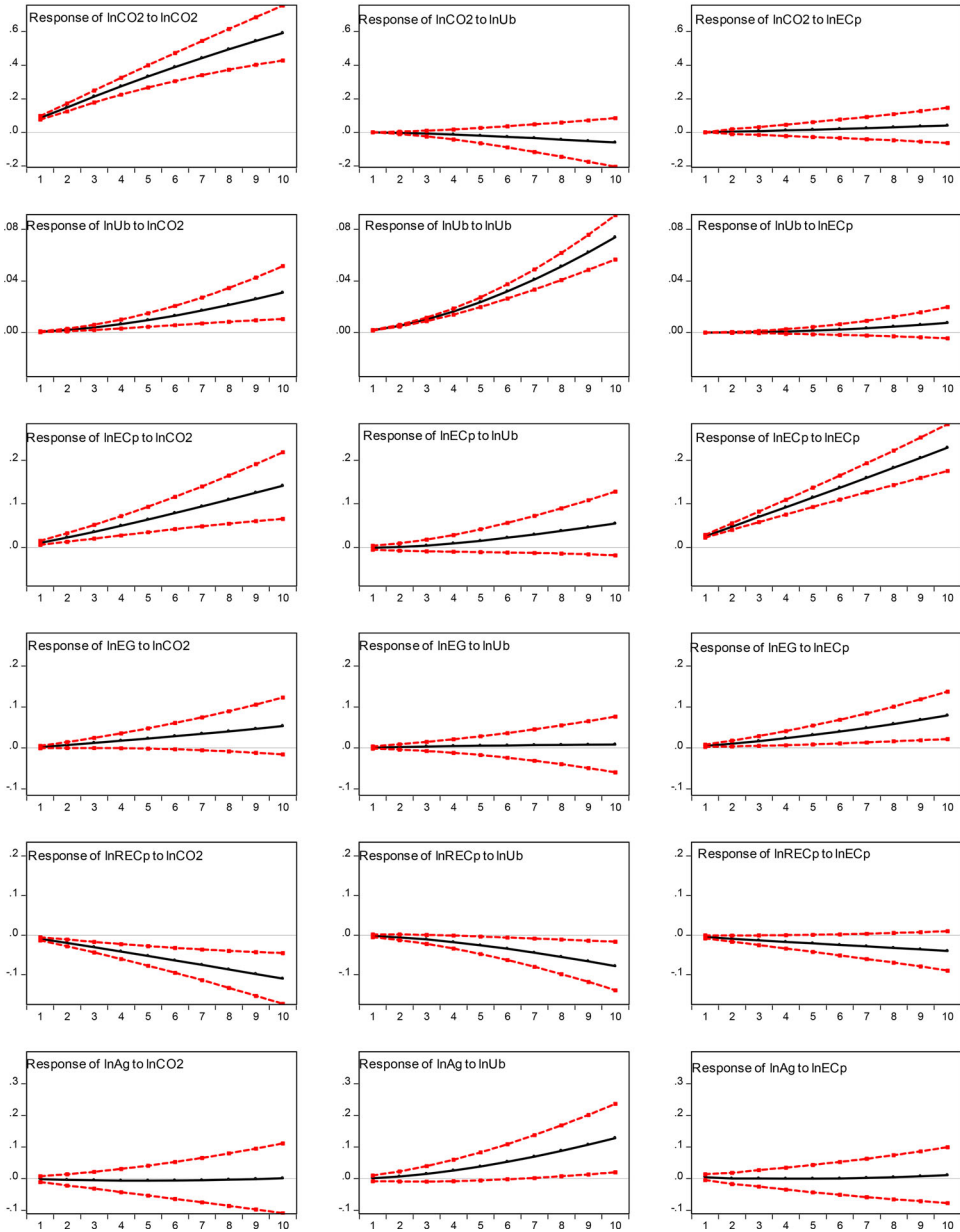 Response of lnCO2 to lnCO2
.6
.4
.2
.0
-.2
1 2 3 4 5 6 7 8 9 10
Response of lnCO2 to lnUb
.6
.4
.2
.0
-.2
1 2 3 4 5 6 7 8 9 10
Response of lnCO2 to lnECp
.6
.4
.2
.0
-.2
1 2 3 4 5 6 7 8 9 10
Response of lnUb to lnCO2
.08
.04
.00
1 2 3 4 5 6 7 8 9 10
Response of lnUb to lnUb
.08
.04
.00
1 2 3 4 5 6 7 8 9 10
Response of lnUb to lnECp
.08
.04
.00
1 2 3 4 5 6 7 8 9 10
Response of lnECp to lnCO2
.2
.1
.0
1 2 3 4 5 6 7 8 9 10
Response of lnECp to lnUb
.2
.1
.0
1 2 3 4 5 6 7 8 9 10
Response of lnECp to lnECp
.2
.1
.0
1 2 3 4 5 6 7 8 9 10
Response of lnEG to lnCO2
.2
.1
.0
-.1
1 2 3 4 5 6 7 8 9 10
Response of lnEG to lnUb
.2
.1
.0
-.1
1 2 3 4 5 6 7 8 9 10
Response of lnEG to lnECp
.2
.1
.0
-.1
1 2 3 4 5 6 7 8 9 10
Response of lnRECp to lnCO2
.2
.1
.0
-.1
1 2 3 4 5 6 7 8 9 10
Response of lnRECp to lnUb
.2
.1
.0
-.1
1 2 3 4 5 6 7 8 9 10
Response of lnRECp to lnECp
.2
.1
.0
-.1
1 2 3 4 5 6 7 8 9 10
Response of lnAg to lnCO2
.3
.2
.1
.0
-.1
1 2 3 4 5 6 7 8 9 10
Response of lnAg to lnUb
.3
.2
.1
.0
-.1
1 2 3 4 5 6 7 8 9 10
Response of lnAg to lnECp
.3
.2
.1
.0
-.1
1 2 3 4 5 6 7 8 9 10